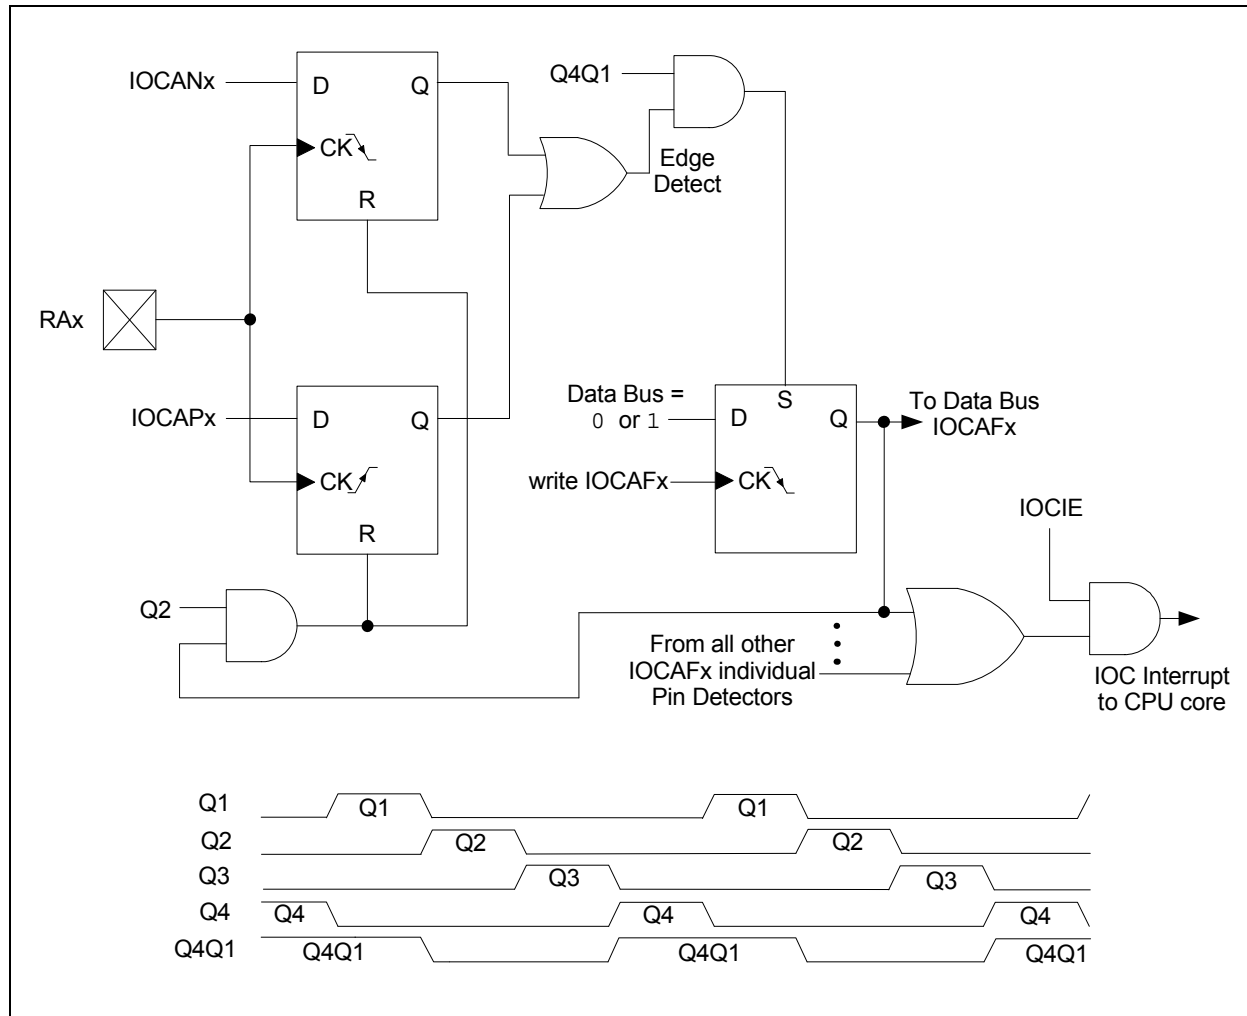 IOCANx
D
Q
CK
R
Q4Q1
Edge
Detect
RAx
IOCAPx
D
Q
CK
R
Data Bus =
0 or 1
S
D
Q
To Data Bus
IOCAFx
write IOCAFx
CK
IOCIE
Q2
From all other
IOCAFx individual
Pin Detectors
IOC Interrupt
to CPU core
Q1
Q1
Q1
Q2
Q2
Q2
Q3
Q3
Q3
Q4
Q4
Q4
Q4
Q4Q1
Q4Q1
Q4Q1
Q4Q1